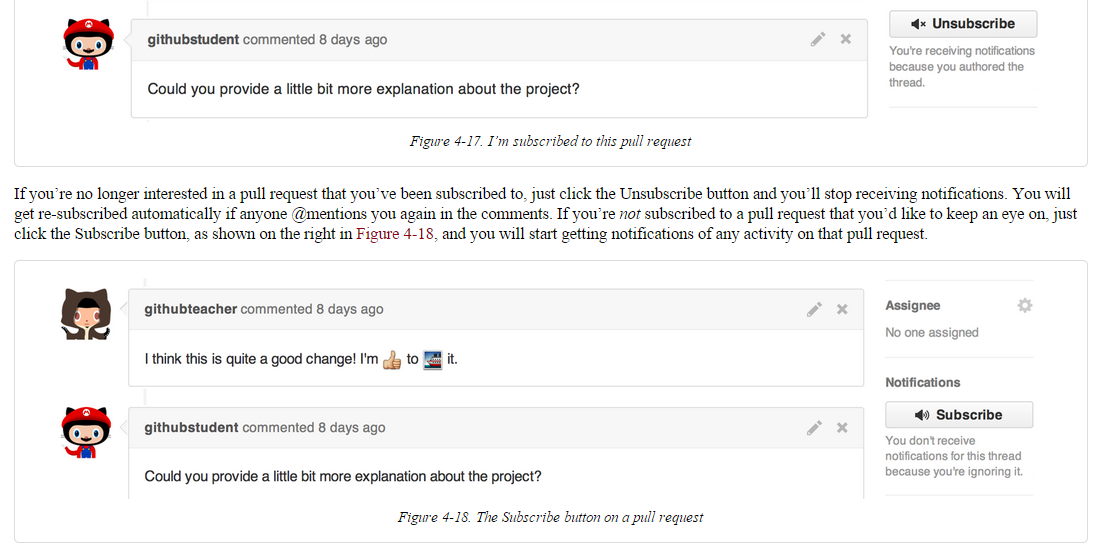 githubstudent commented 8 days ago
Unsubscribe
You're receiving notifications
because you authored the
thread.
Could you provide a little bit more explanation about the project?
Figure 4-17. I'm subscribed to this pull request
If you’re no longer interested in a pull request that you’ve been subscribed to, just click the Unsubscribe button and you’ll stop receiving notifications. You will
get re-subscribed automatically if anyone @mentions you again in the comments. If you’re not subscribed to a pull request that you’d like to keep an eye on, just
click the Subscribe button, as shown on the right in Figure 4-18, and you will start getting notifications of any activity on that pull request.
githubteacher commented 8 days ago
I think this is quite a good change! I'm 👍 to 🚢 it.
Assignee
No one assigned
Notifications
Subscribe
You don't receive
notifications for this thread
because you're ignoring it.
githubstudent commented 8 days ago
Could you provide a little bit more explanation about the project?
Figure 4-18. The Subscribe button on a pull request